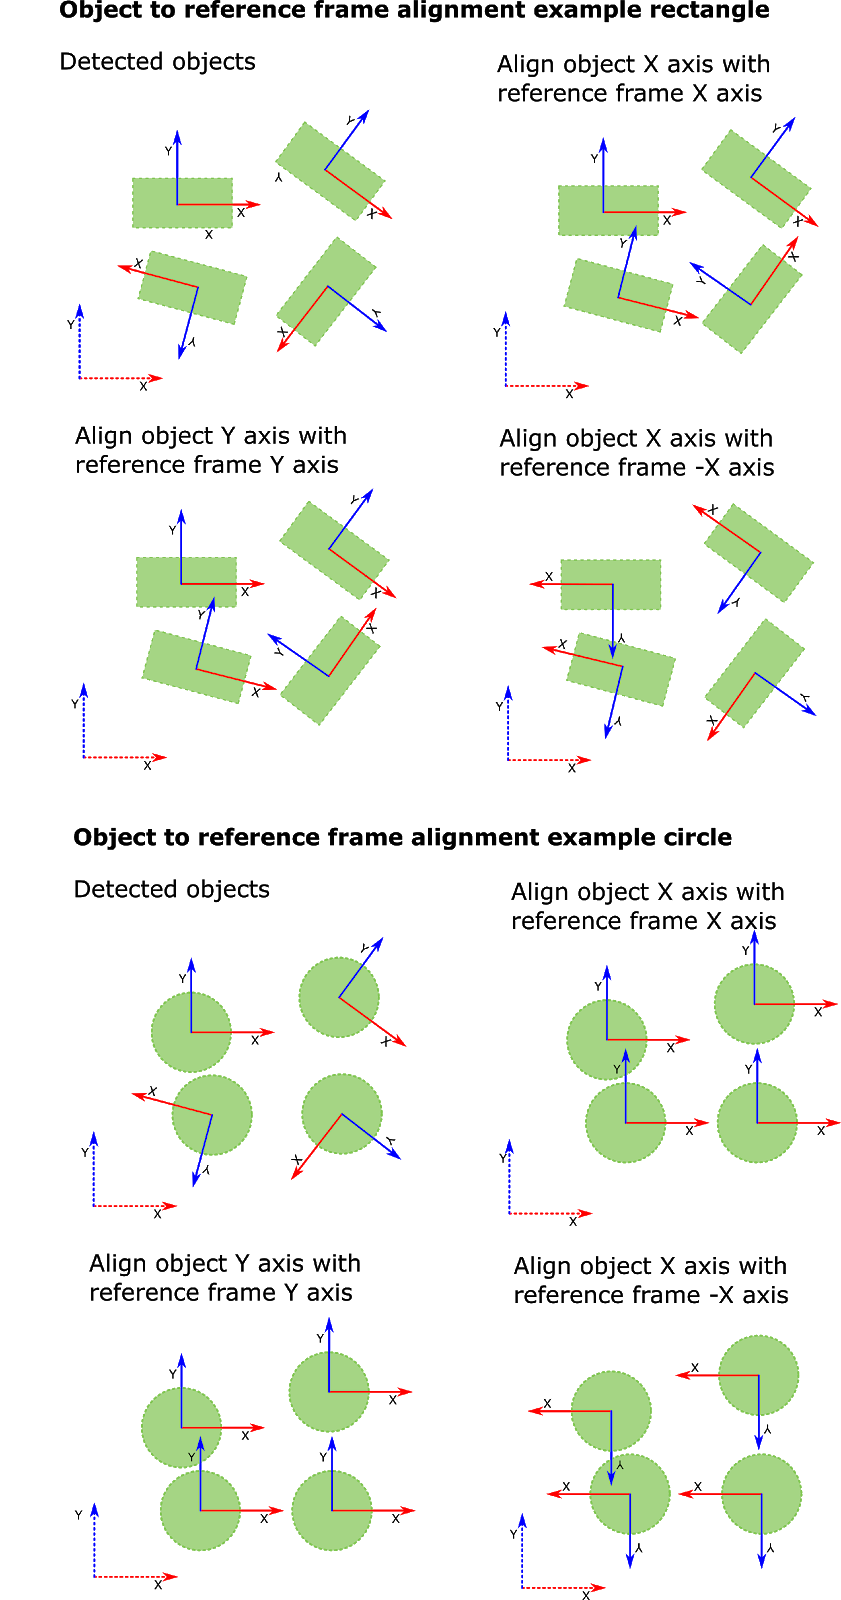 Object to reference frame alignment example rectangle
Detected objects
Y
X
Y
X
Y
X
X
Y
X
Y
Y
X
Align object X axis with
reference frame X axis
Y
X
Y
X
Y
X
X
Y
Y
X
Align object Y axis with
reference frame Y axis
Y
X
Y
X
Y
X
X
Y
Y
X
Align object X axis with
reference frame -X axis
X
Y
X
Y
X
Y
Y
X
Y
X
Object to reference frame alignment example circle
Detected objects
Y
X
Y
X
X
Y
Y
X
Y
X
Align object X axis with
reference frame X axis
Y
X
Y
X
Y
X
Y
X
Y
X
Align object Y axis with
reference frame Y axis
Y
X
Y
X
Y
X
Y
X
Y
X
Align object X axis with
reference frame -X axis
X
Y
X
Y
X
Y
X
Y
Y
X